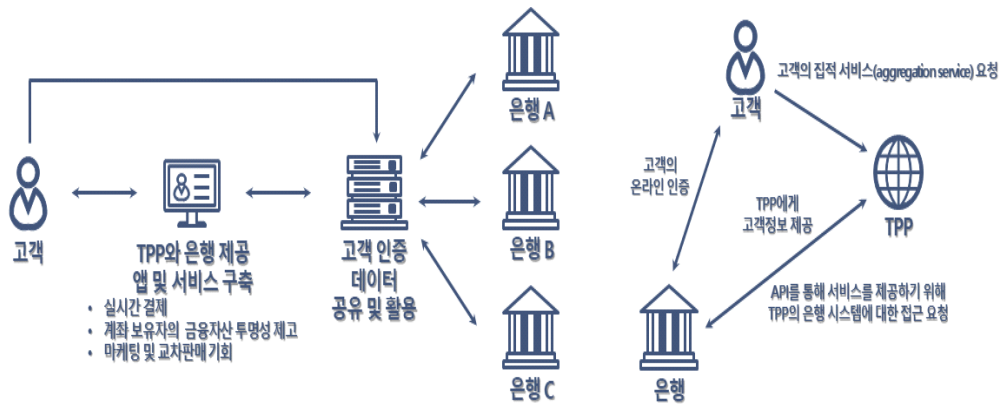 고객
TPP와 은행 제공
앱 및 서비스 구축
• 실시간 결제
• 계좌 보유자의 금융자산 투명성 제고
• 마케팅 및 교차판매 기회
고객 인증
데이터
공유 및 활용
은행 A
은행 B
은행 C
고객
고객의 집적 서비스(aggregation service) 요청
고객의
온라인 인증
TPP에게
고객정보 제공
TPP
API를 통해 서비스를 제공하기 위해
TPP의 은행 시스템에 대한 접근 요청
은행